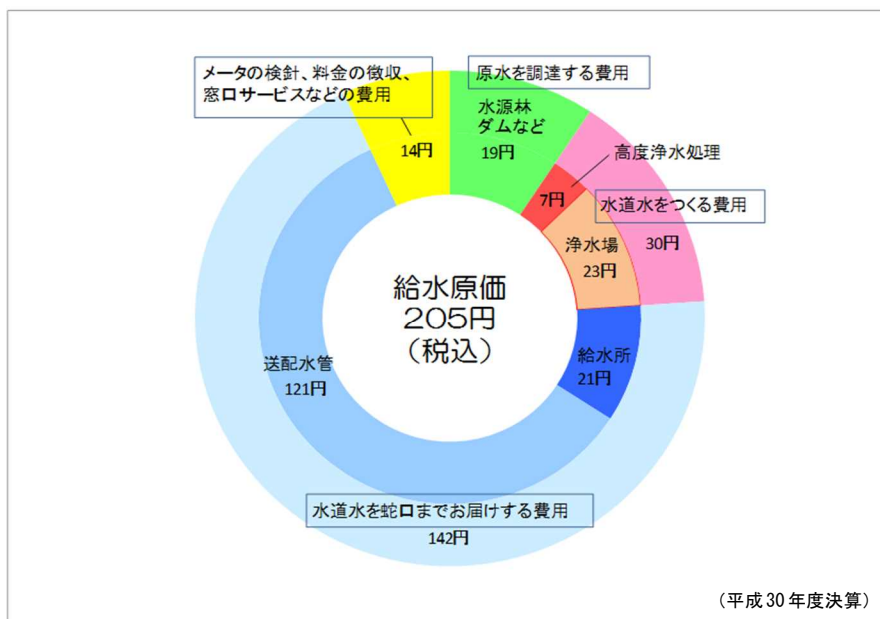 メータの検針、料金の徴収、
窓口サービスなどの費用
14円
原水を調達する費用
水源林
ダムなど
19円
高度浄水処理
7円
水道水をつくる費用
30円
浄水場
23円
給水原価
205円
（税込）
給水所
21円
送配水管
121円
水道水を蛇口までお届けする費用
142円
（平成30年度決算）